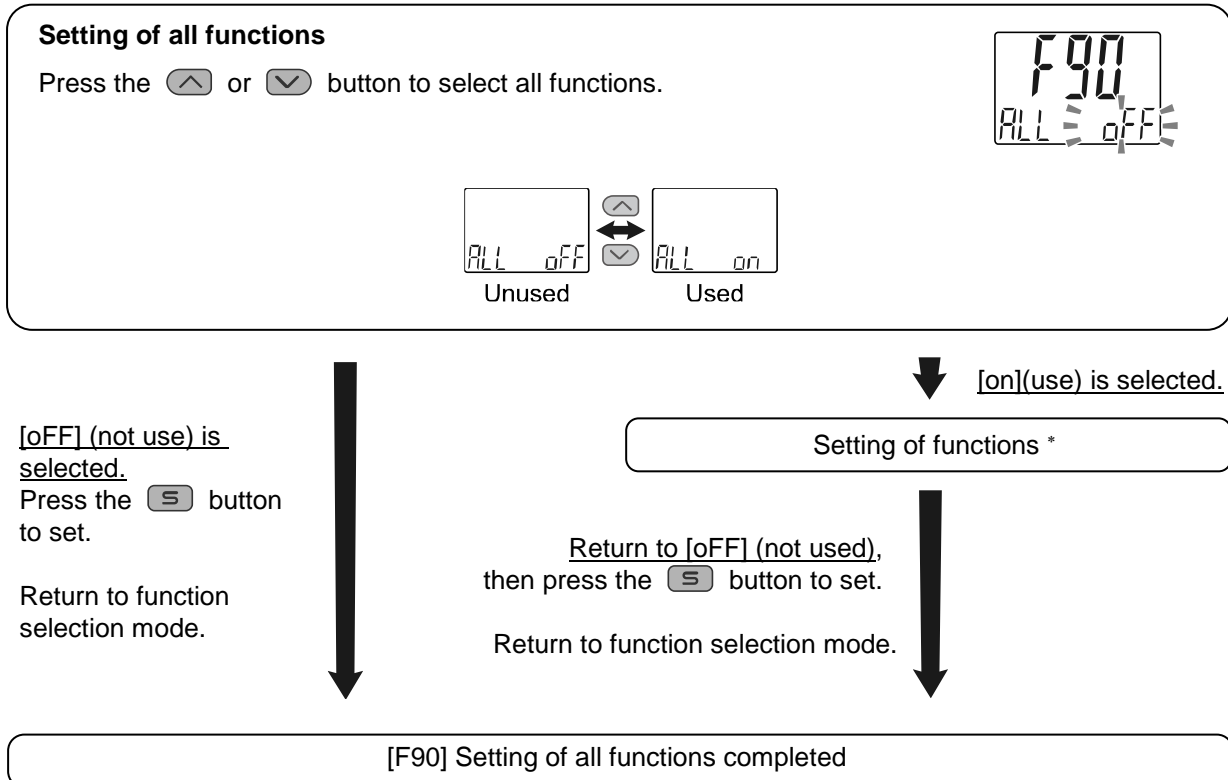 Setting of all functions
Press the or button to select all functions.
F90
ALL oFF
ALL oFF
ALL on
Unused
Used
[on](use) is selected.
[oFF] (not use) is
selected.
Press the S button
to set.
Return to function
selection mode.
Setting of functions *
Return to [oFF] (not used),
then press the S button to set.
Return to function selection mode.
[F90] Setting of all functions completed